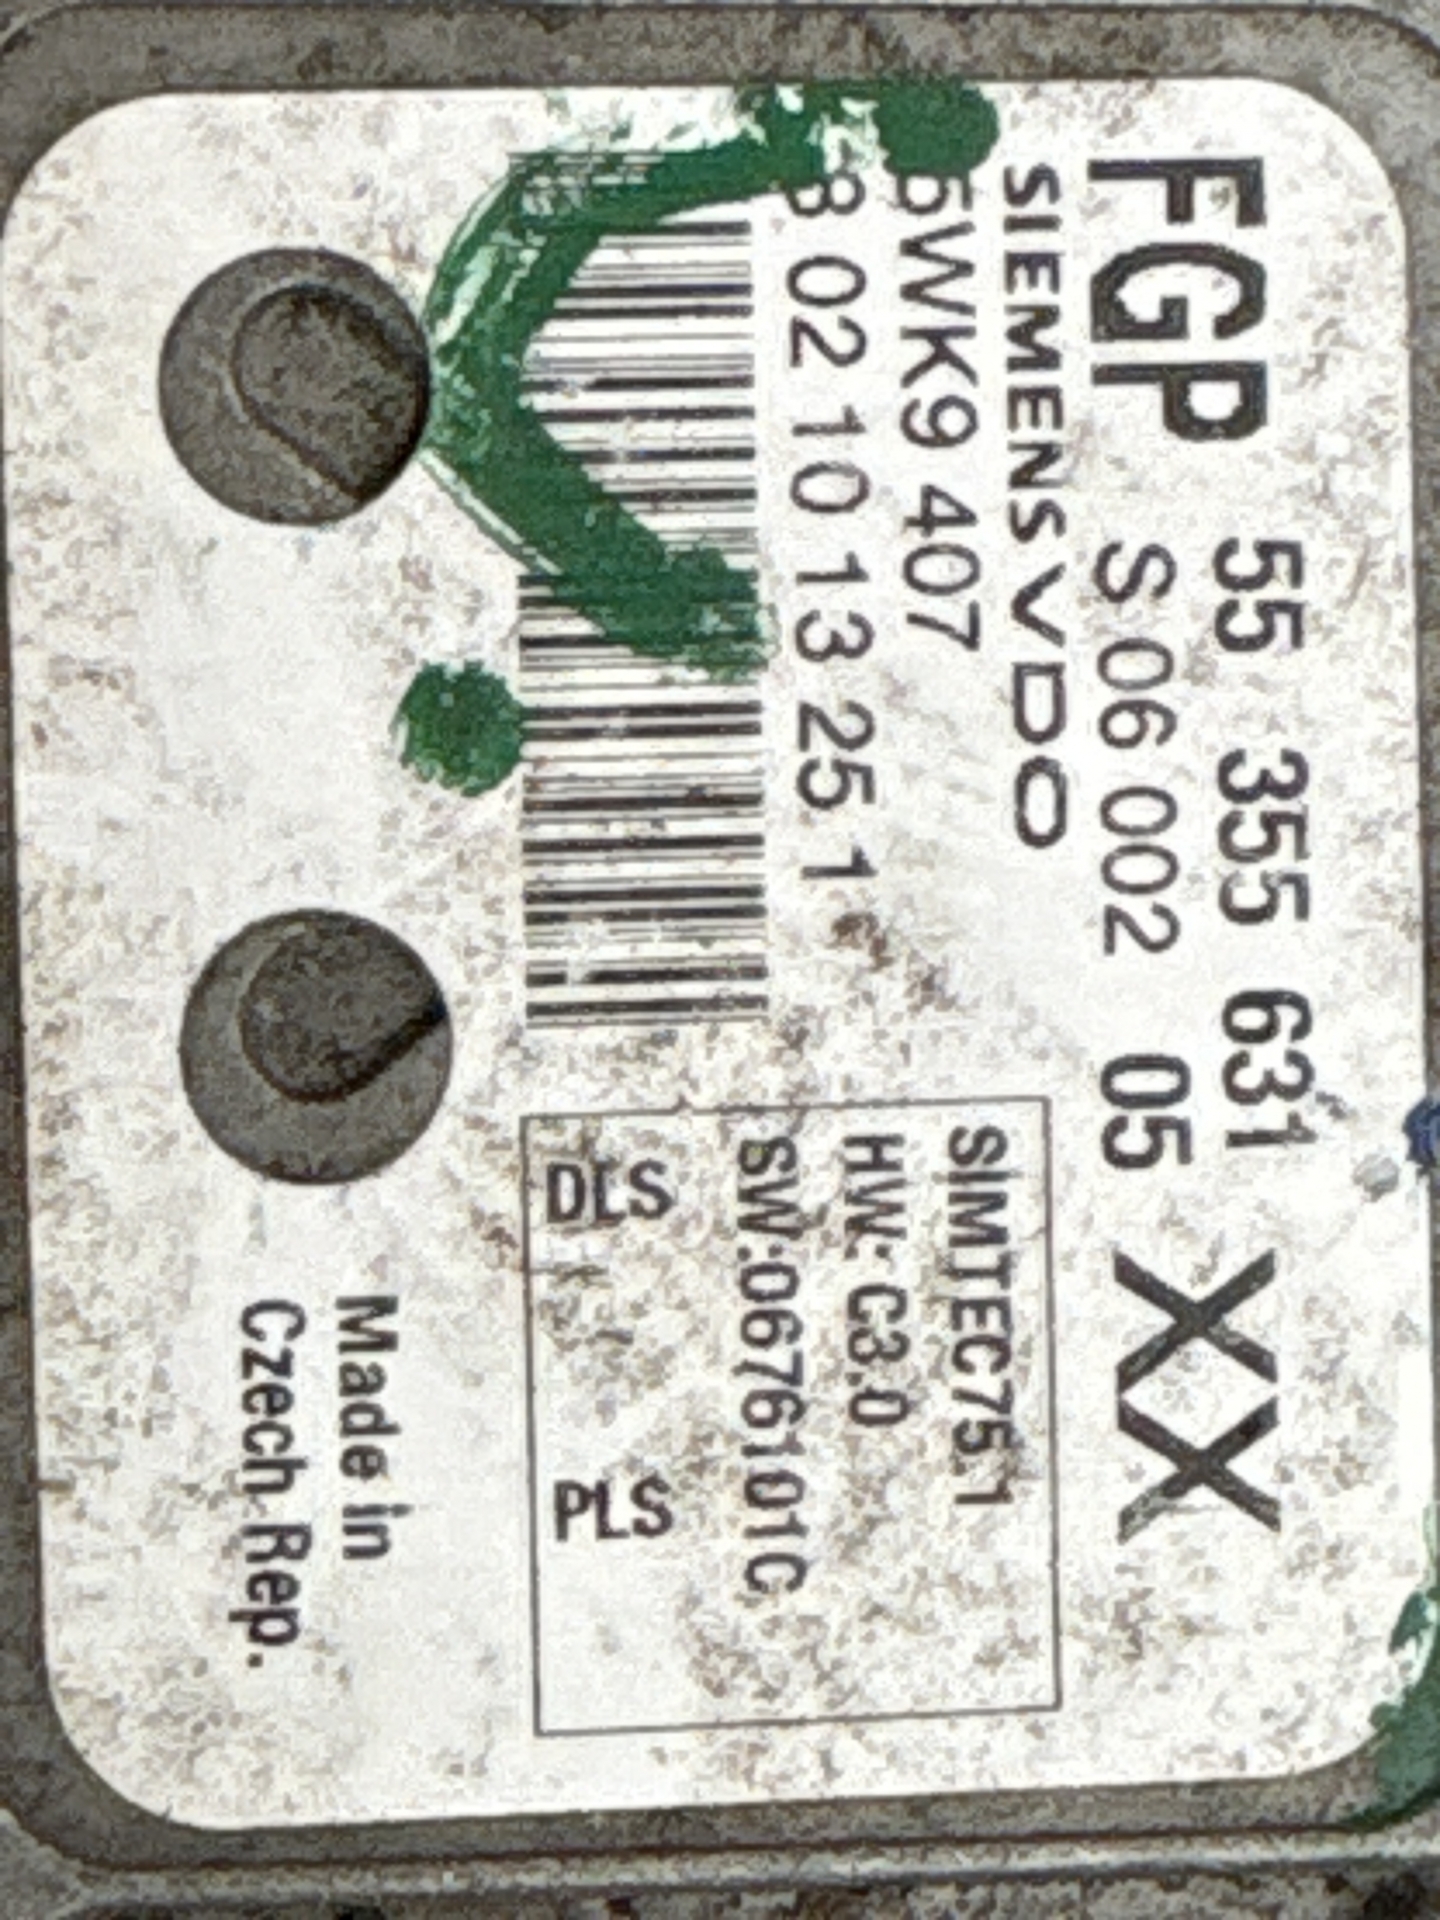 FGP 55 355 631 XX
S 06 002 05
SIEMENS VDO
5WK9 407
8 02 10 13 25 1
SIMTEC75.1
HW: C3.0
SW:0676101C
DLS PLS
Made in
Czech Rep.